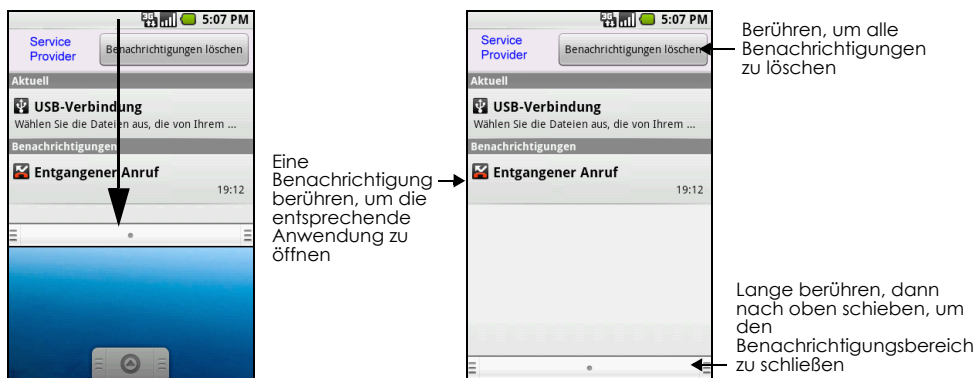 5:07 PM
Service
Provider
Benachrichtigungen löschen
Aktuell
USB-Verbindung
Wählen Sie die Dateien aus, die von Ihrem ...
Benachrichtigungen
Entgangener Anruf
19:12
Eine
Benachrichtigung
berühren, um die
entsprechende
Anwendung zu
öffnen
3G 5:07 PM
Service
Provider
Benachrichtigungen löschen
Aktuell
USB-Verbindung
Wählen Sie die Dateien aus, die von Ihrem ...
Benachrichtigungen
Entgangener Anruf
19:12
Berühren, um alle
Benachrichtigungen
zu löschen
Lange berühren, dann
nach oben schieben, um
den
Benachrichtigungsbereich
zu schließen